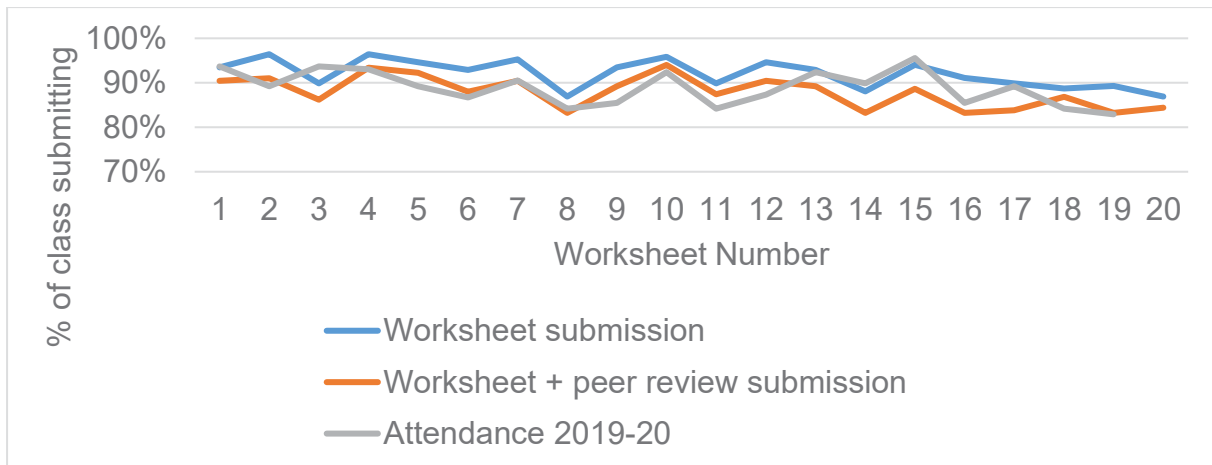 % of class submitting
100%
90%
80%
70%
1 2 3 4 5 6 7 8 9 10 11 12 13 14 15 16 17 18 19 20
Worksheet Number
Worksheet submission
Worksheet + peer review submission
Attendance 2019-20